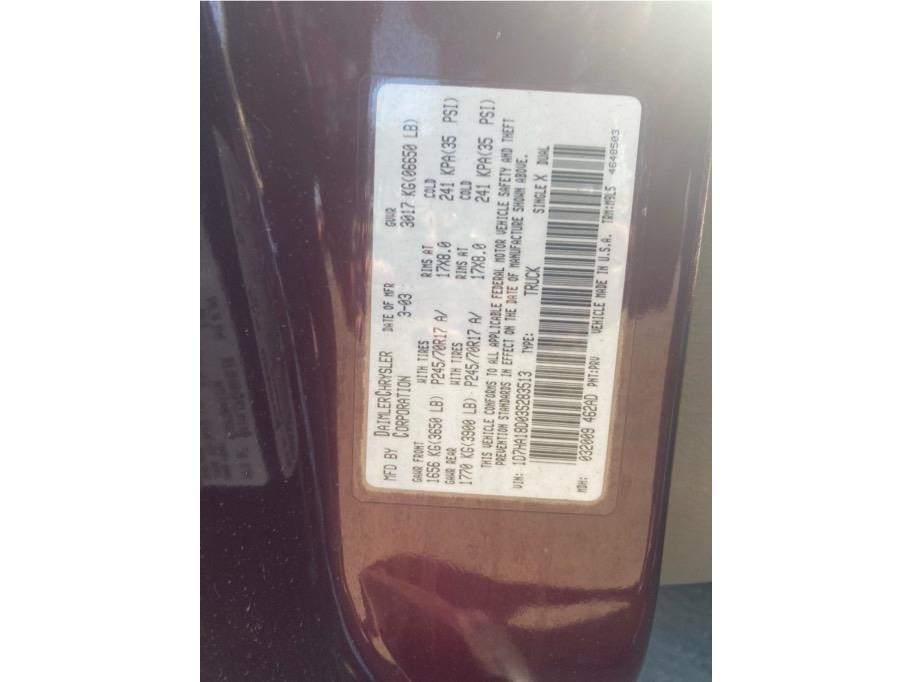 MFD BY DAIMLERCHRYSLER CORPORATION
DATE OF MFR 3-03
GVWR 3017 KG(06650 LB)
GAWR FRONT WITH TIRES RIMS AT COLD
1656 KG(3650 LB) P245/70R17 A/ 17X8.0 241 KPA(35 PSI)
GAWR REAR WITH TIRES RIMS AT COLD
1770 KG(3900 LB) P245/70R17 A/ 17X8.0 241 KPA(35 PSI)
THIS VEHICLE CONFORMS TO ALL APPLICABLE FEDERAL MOTOR VEHICLE SAFETY AND THEFT
PREVENTION STANDARDS IN EFFECT ON THE DATE OF MANUFACTURE SHOWN ABOVE.
VIN: 1D7HA18D03S283513 TYPE: TRUCK SINGLE X DUAL
MDH: 032009 462AD PNT:PRV VEHICLE MADE IN U.S.A. TRM:M9L5 4648503